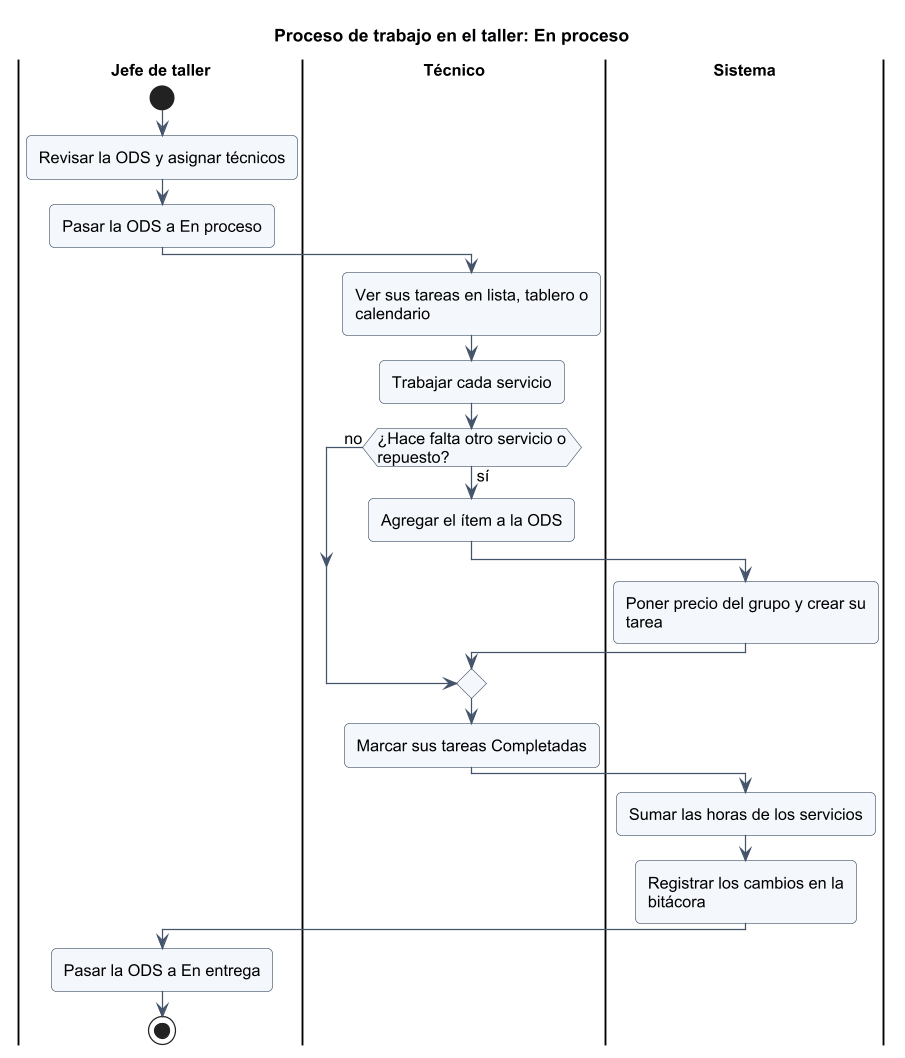 Proceso de trabajo en el taller: En proceso
Jefe de taller
Técnico
Sistema
Revisar la ODS y asignar técnicos
Pasar la ODS a En proceso
Ver sus tareas en lista, tablero o
calendario
Trabajar cada servicio
no
¿Hace falta otro servicio o
repuesto?
sí
Agregar el ítem a la ODS
Poner precio del grupo y crear su
tarea
Marcar sus tareas Completadas
Sumar las horas de los servicios
Registrar los cambios en la
bitácora
Pasar la ODS a En entrega